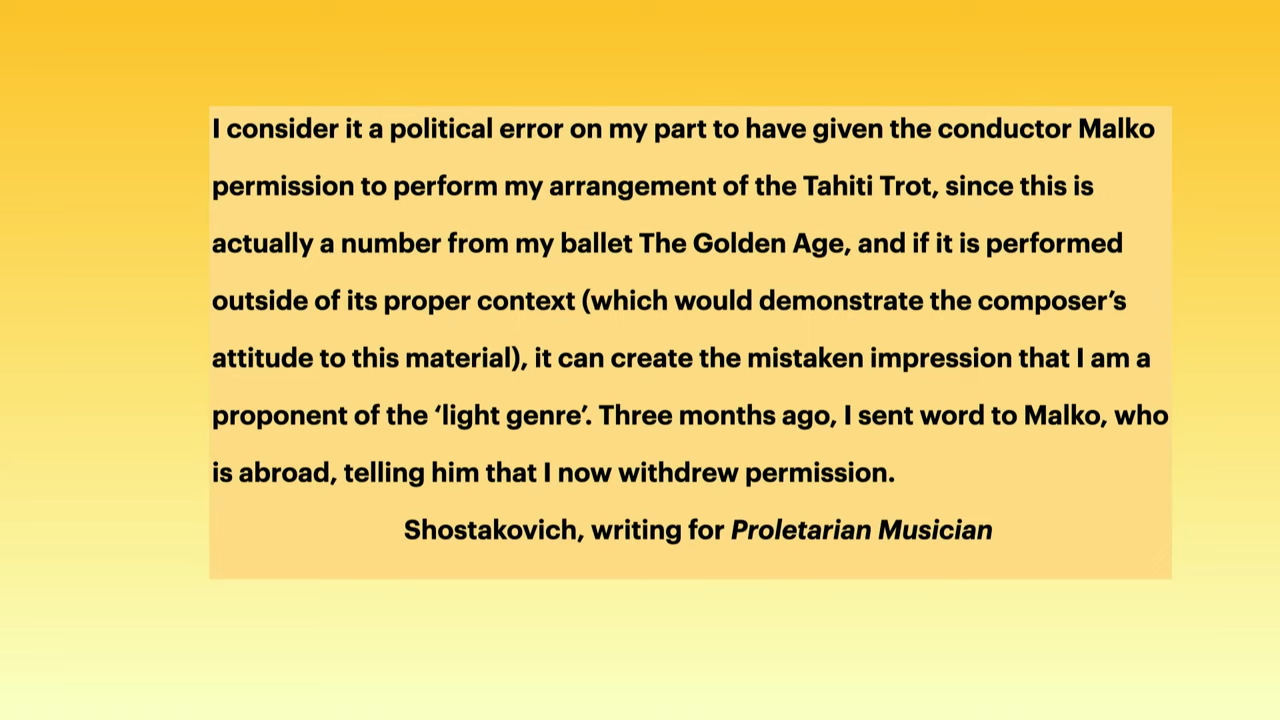 I consider it a political error on my part to have given the conductor Malko
permission to perform my arrangement of the Tahiti Trot, since this is
actually a number from my ballet The Golden Age, and if it is performed
outside of its proper context (which would demonstrate the composer’s
attitude to this material), it can create the mistaken impression that I am a
proponent of the ‘light genre’. Three months ago, I sent word to Malko, who
is abroad, telling him that I now withdrew permission.
Shostakovich, writing for Proletarian Musician